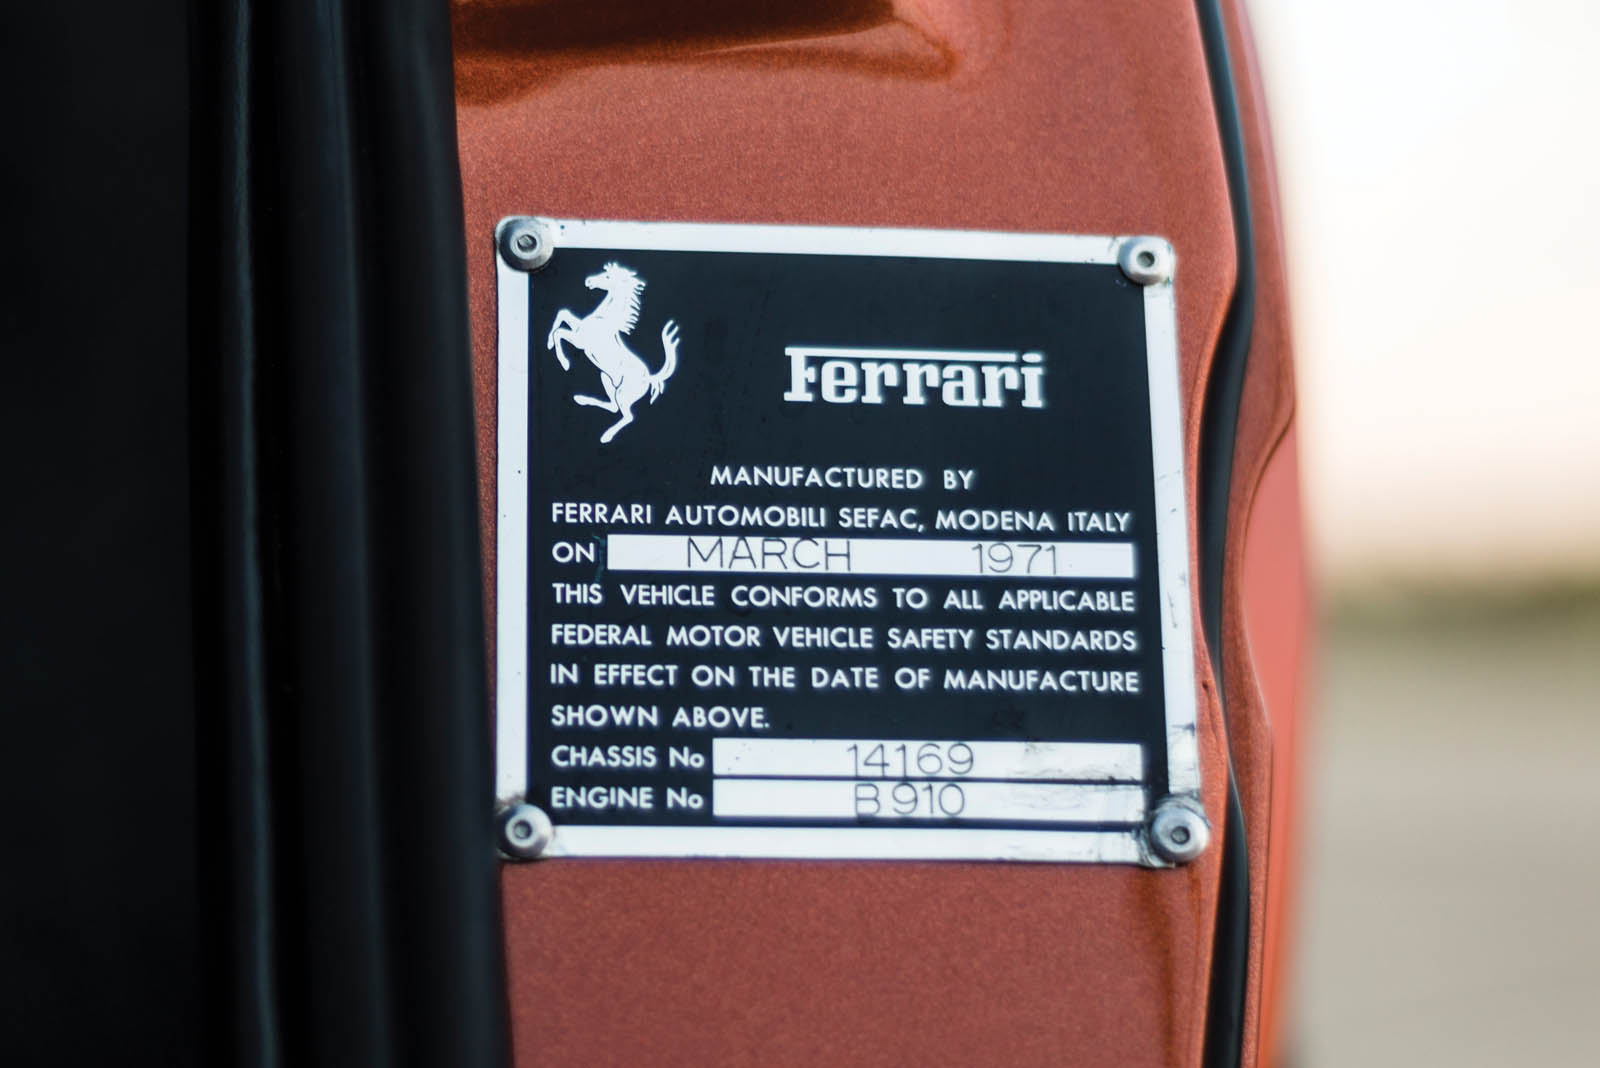 Ferrari
MANUFACTURED BY
FERRARI AUTOMOBILI SEFAC, MODENA ITALY
ON MARCH 1971
THIS VEHICLE CONFORMS TO ALL APPLICABLE
FEDERAL MOTOR VEHICLE SAFETY STANDARDS
IN EFFECT ON THE DATE OF MANUFACTURE
SHOWN ABOVE.
CHASSIS No 14169
ENGINE No B910